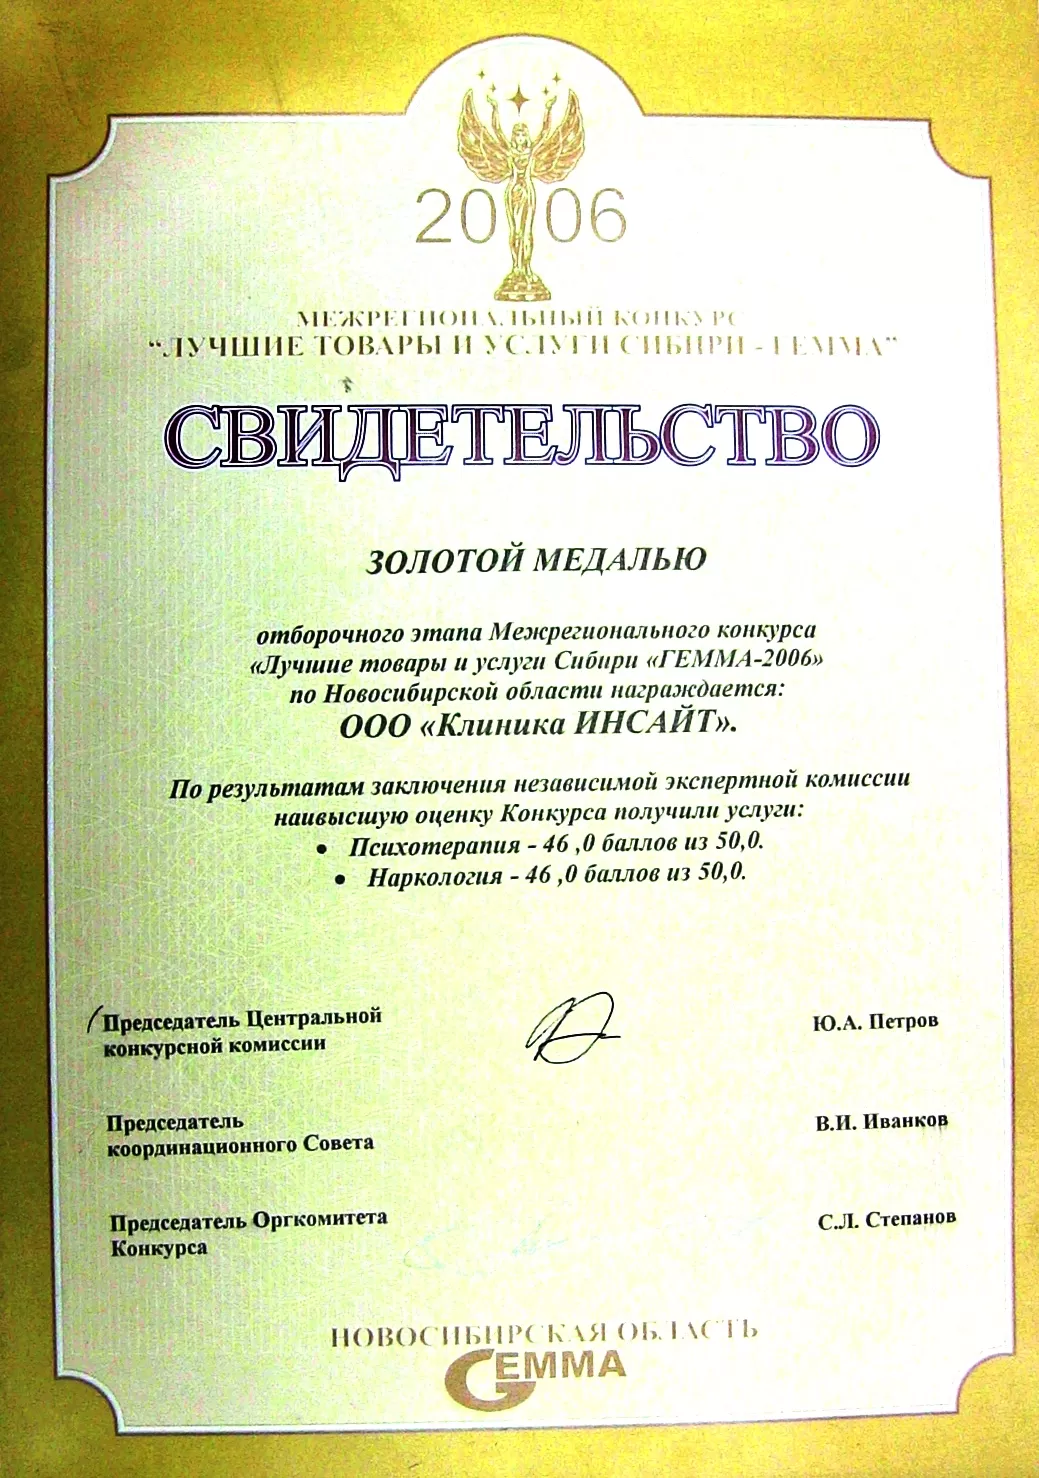 2006
МЕЖРЕГИОНАЛЬНЫЙ КОНКУРС
“ЛУЧШИЕ ТОВАРЫ И УСЛУГИ СИБИРИ - ГЕММА”
СВИДЕТЕЛЬСТВО
ЗОЛОТОЙ МЕДАЛЬЮ
отборочного этапа Межрегионального конкурса
«Лучшие товары и услуги Сибири «ГЕММА-2006»
по Новосибирской области награждается:
ООО «Клиника ИНСАЙТ».
По результатам заключения независимой экспертной комиссии
наивысшую оценку Конкурса получили услуги:
• Психотерапия - 46 ,0 баллов из 50,0.
• Наркология - 46 ,0 баллов из 50,0.
Председатель Центральной
конкурсной комиссии
Ю.А. Петров
Председатель
координационного Совета
В.И. Иванков
Председатель Оргкомитета
Конкурса
С.Л. Степанов
НОВОСИБИРСКАЯ ОБЛАСТЬ
GEMMA